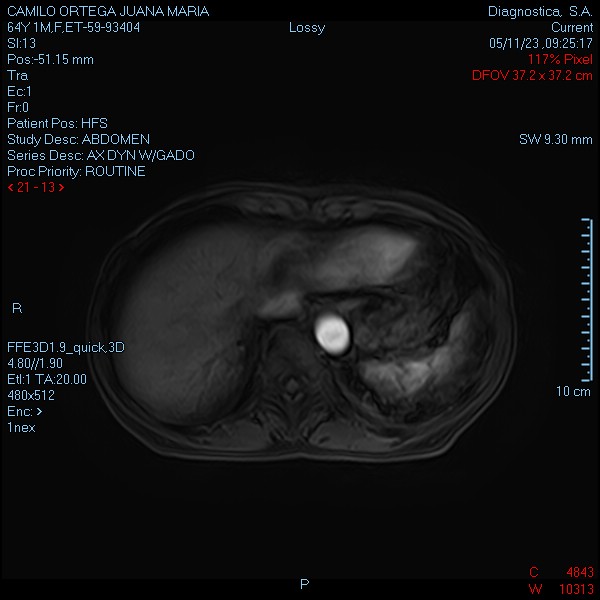 CAMILO ORTEGA JUANA MARIA
64Y 1M,F,ET-59-93404
SI:13
Pos:-51.15 mm
Tra
Ec:1
Fr:0
Patient Pos: HFS
Study Desc: ABDOMEN
Series Desc: AX DYN W/GADO
Proc Priority: ROUTINE
< 21 - 13 >
Lossy
Diagnostica, S.A.
Current
05/11/23 ,09:25:17
117% Pixel
DFOV 37.2 x 37.2 cm
SW 9.30 mm
R
FFE3D1.9_quick,3D
4.80//1.90
Etl:1 TA:20.00
480x512
Enc: >
1nex
10 cm
P
C 4843
W 10313